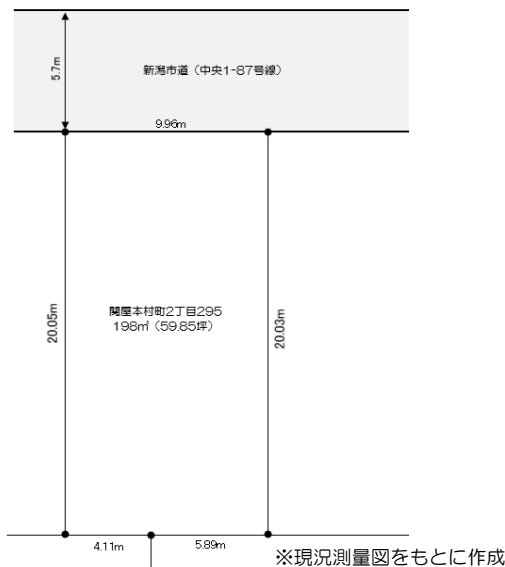 5.7m
新潟市道（中央1-87号線）
9.96m
20.05m
関屋本村町2丁目295
198㎡（59.85坪）
20.03m
4.11m
5.89m
※現況測量図をもとに作成